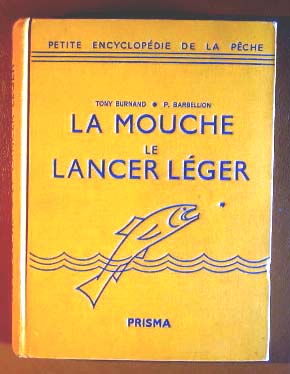 PETITE ENCYCLOPÉDIE DE LA PÊCHE
TONY BURNAND • P. BARBELLION
LA MOUCHE
LE
LANCER LÉGER
PRISMA